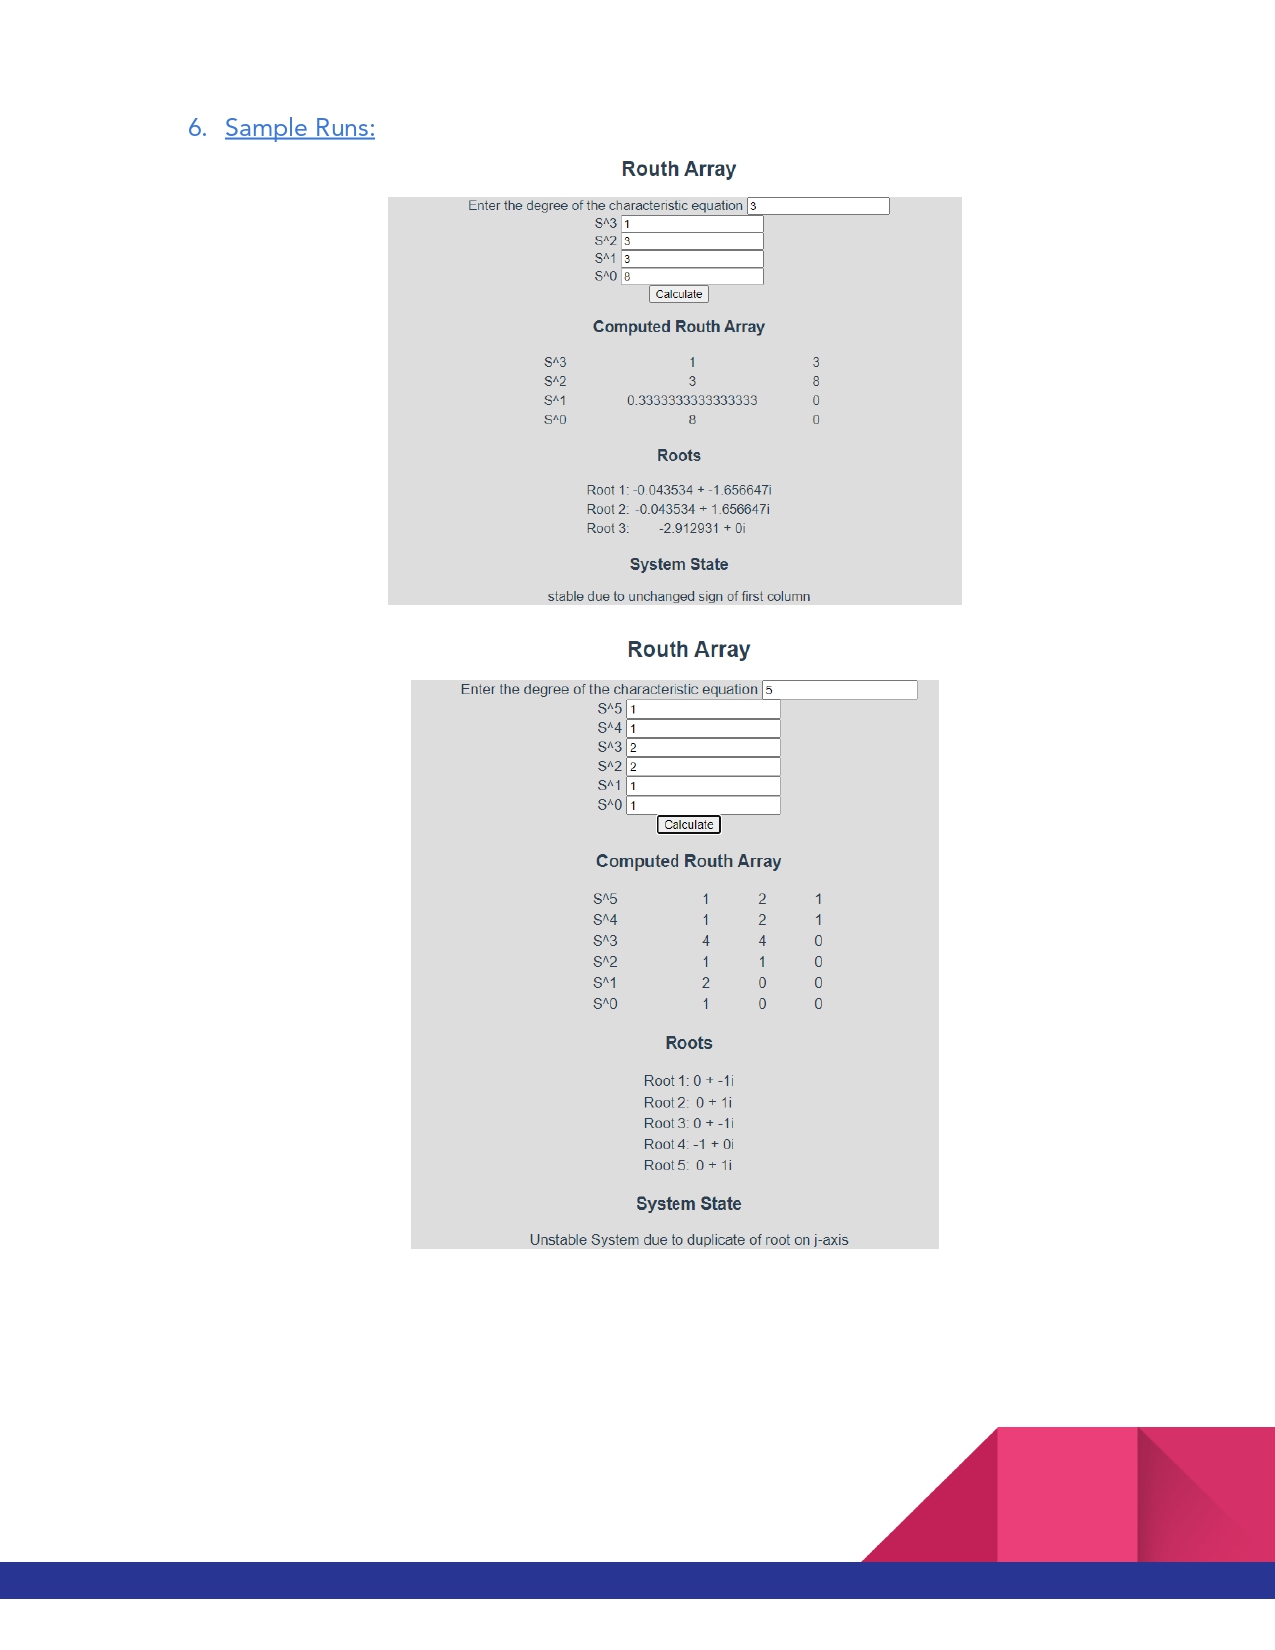 6. Sample Runs:
Routh Array
Enter the degree of the characteristic equation 3
S^3 1
S^2 3
S^1 3
S^0 8
Calculate
Computed Routh Array
S^3 1 3
S^2 3 8
S^1 0.3333333333333333 0
S^0 8 0
Roots
Root 1: -0.043534 + -1.656647i
Root 2: -0.043534 + 1.656647i
Root 3: -2.912931 + 0i
System State
stable due to unchanged sign of first column
Routh Array
Enter the degree of the characteristic equation 5
S^5 1
S^4 1
S^3 2
S^2 2
S^1 1
S^0 1
Calculate
Computed Routh Array
S^5 1 2 1
S^4 1 2 1
S^3 4 4 0
S^2 1 1 0
S^1 2 0 0
S^0 1 0 0
Roots
Root 1: 0 + -1i
Root 2: 0 + 1i
Root 3: 0 + -1i
Root 4: -1 + 0i
Root 5: 0 + 1i
System State
Unstable System due to duplicate of root on j-axis